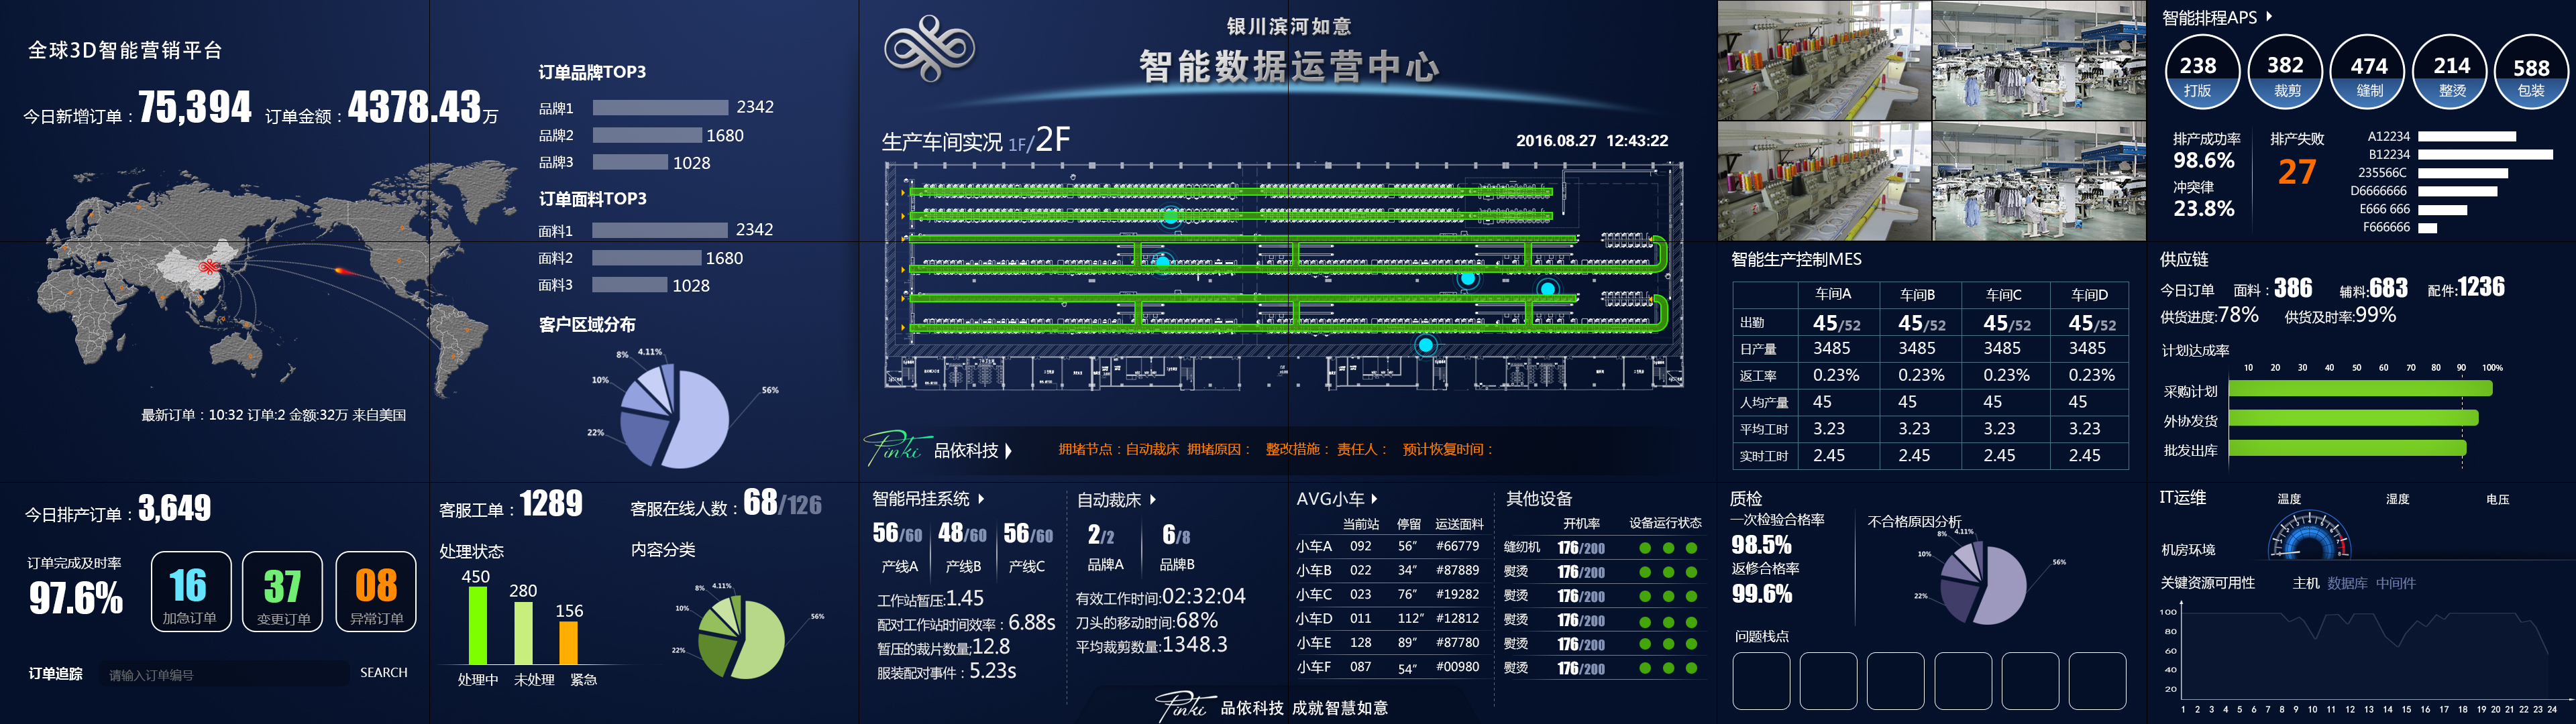 全球3D智能营销平台
今日新增订单：75,394 订单金额：4378.43万
最新订单：10:32 订单:2 金额:32万 来自美国
订单品牌TOP3
品牌1 2342
品牌2 1680
品牌3 1028
订单面料TOP3
面料1 2342
面料2 1680
面料3 1028
客户区域分布
4.11%
8%
10%
22%
56%
银川滨河如意
智能数据运营中心
生产车间实况 1F/2F
2016.08.27 12:43:22
Pinki 品依科技
拥堵节点：自动裁床 拥堵原因： 整改措施： 责任人： 预计恢复时间：
智能排程APS
238 382 474 214 588
打版 裁剪 缝制 整烫 包装
排产成功率
98.6%
冲突律
23.8%
排产失败
27
A12234
B12234
235566C
D6666666
E666 666
F666666
智能生产控制MES
车间A 车间B 车间C 车间D
出勤 45/52 45/52 45/52 45/52
日产量 3485 3485 3485 3485
返工率 0.23% 0.23% 0.23% 0.23%
人均产量 45 45 45 45
平均工时 3.23 3.23 3.23 3.23
实时工时 2.45 2.45 2.45 2.45
供应链
今日订单 面料：386 辅料:683 配件:1236
供货进度:78% 供货及时率:99%
计划达成率
10 20 30 40 50 60 70 80 90 100%
采购计划
外协发货
批发出库
今日排产订单：3,649
订单完成及时率
97.6%
16 37 08
加急订单 变更订单 异常订单
订单追踪 请输入订单编号 SEARCH
客服工单：1289 客服在线人数：68/126
处理状态
450
280
156
处理中 未处理 紧急
内容分类
4.11%
8%
10%
22%
56%
智能吊挂系统
56/60 48/60 56/60
产线A 产线B 产线C
工作站暂压:1.45
配对工作站时间效率：6.88s
暂压的裁片数量:12.8
服装配对事件：5.23s
自动裁床
2/2 6/8
品牌A 品牌B
有效工作时间:02:32:04
刀头的移动时间:68%
平均裁剪数量:1348.3
AVG小车
当前站 停留 运送面料
小车A 092 56″ #66779
小车B 022 34″ #87889
小车C 023 76″ #19282
小车D 011 112″ #12812
小车E 128 89″ #87780
小车F 087 54″ #00980
其他设备
开机率 设备运行状态
缝纫机 176/200
熨烫 176/200
熨烫 176/200
熨烫 176/200
熨烫 176/200
熨烫 176/200
Pinki 品依科技 成就智慧如意
质检
一次检验合格率
98.5%
返修合格率
99.6%
不合格原因分析
4.11%
8%
10%
22%
56%
问题栈点
IT运维
温度 湿度 电压
机房环境
关键资源可用性 主机 数据库 中间件
100
80
60
40
20
1 2 3 4 5 6 7 8 9 10 11 12 13 14 15 16 17 18 19 20 21 22 23 24